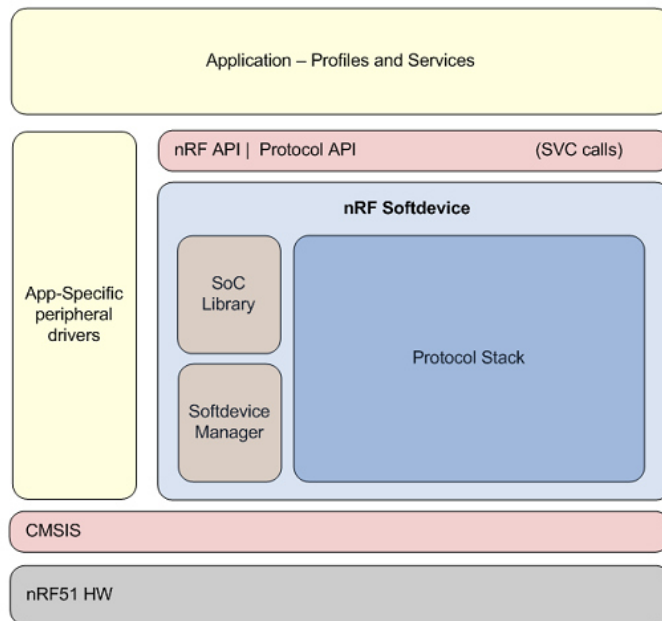 Application – Profiles and Services
nRF API | Protocol API (SVC calls)
nRF Softdevice
App-Specific
peripheral
drivers
SoC
Library
Protocol Stack
Softdevice
Manager
CMSIS
nRF51 HW